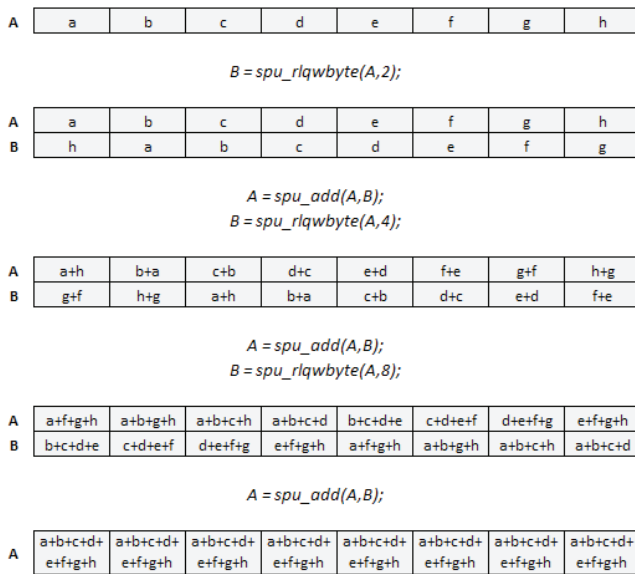 A a b c d e f g h
B = spu_rlqwbyte(A,2);
A a b c d e f g h
B h a b c d e f g
A = spu_add(A,B);
B = spu_rlqwbyte(A,4);
A a+h b+a c+b d+c e+d f+e g+f h+g
B g+f h+g a+h b+a c+b d+c e+d f+e
A = spu_add(A,B);
B = spu_rlqwbyte(A,8);
A a+f+g+h a+b+g+h a+b+c+h a+b+c+d b+c+d+e c+d+e+f d+e+f+g e+f+g+h
B b+c+d+e c+d+e+f d+e+f+g e+f+g+h a+f+g+h a+b+g+h a+b+c+h a+b+c+d
A = spu_add(A,B);
a+b+c+d+ a+b+c+d+ a+b+c+d+ a+b+c+d+ a+b+c+d+ a+b+c+d+ a+b+c+d+ a+b+c+d+
A e+f+g+h e+f+g+h e+f+g+h e+f+g+h e+f+g+h e+f+g+h e+f+g+h e+f+g+h